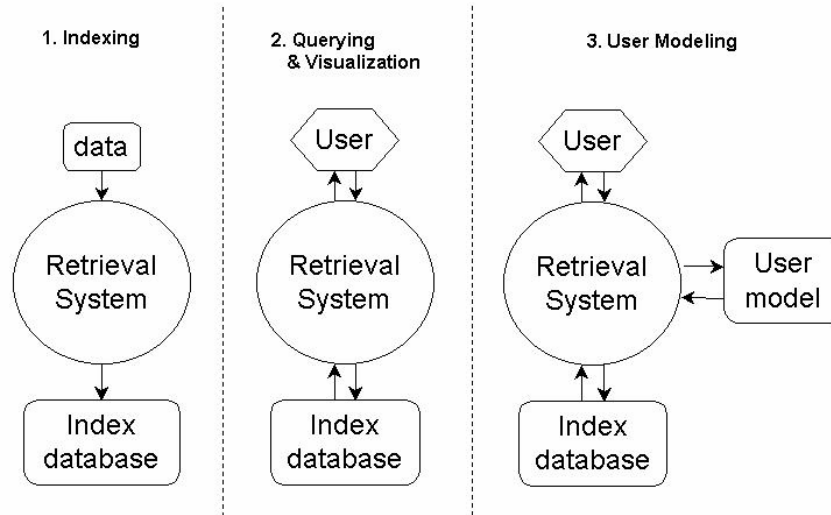 1. Indexing
data
Retrieval
System
Index
database
2. Querying
& Visualization
User
Retrieval
System
Index
database
3. User Modeling
User
Retrieval
System
User
model
Index
database